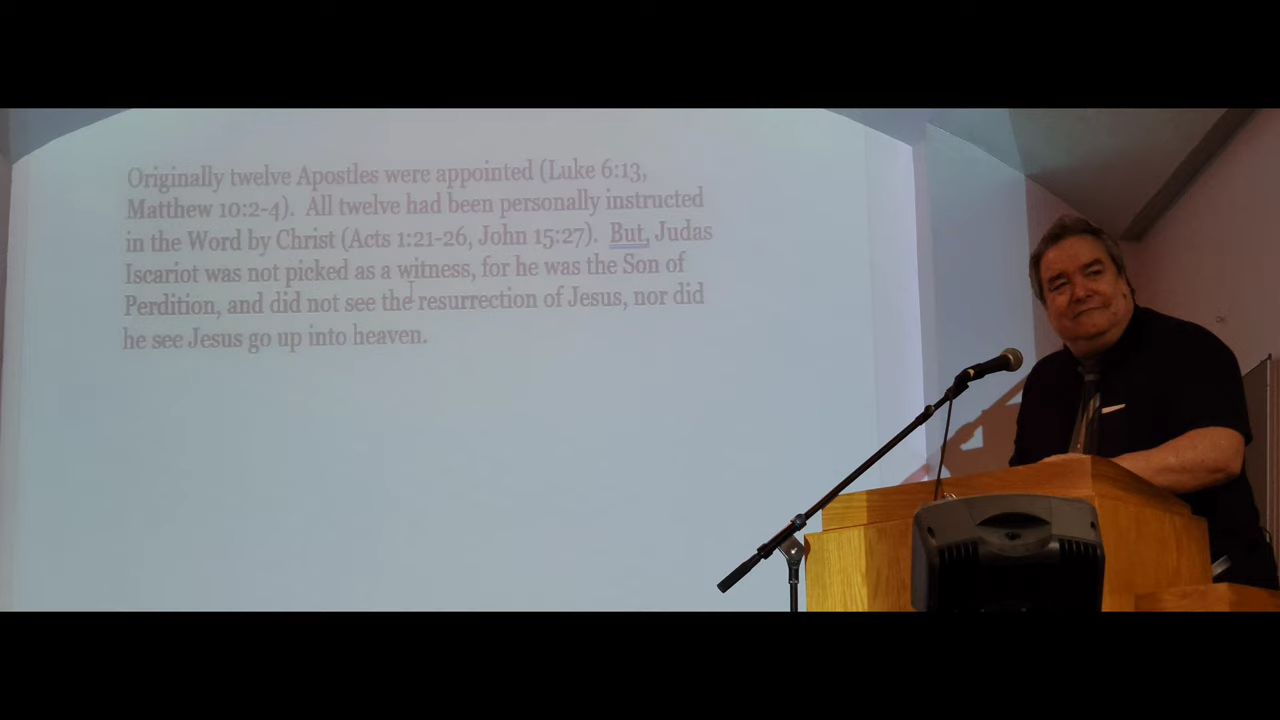 Originally twelve Apostles were appointed (Luke 6:13,
Matthew 10:2-4).  All twelve had been personally instructed
in the Word by Christ (Acts 1:21-26, John 15:27).  But, Judas
Iscariot was not picked as a witness, for he was the Son of
Perdition, and did not see the resurrection of Jesus, nor did
he see Jesus go up into heaven.